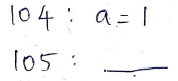 104 : a = 1
105 : ___